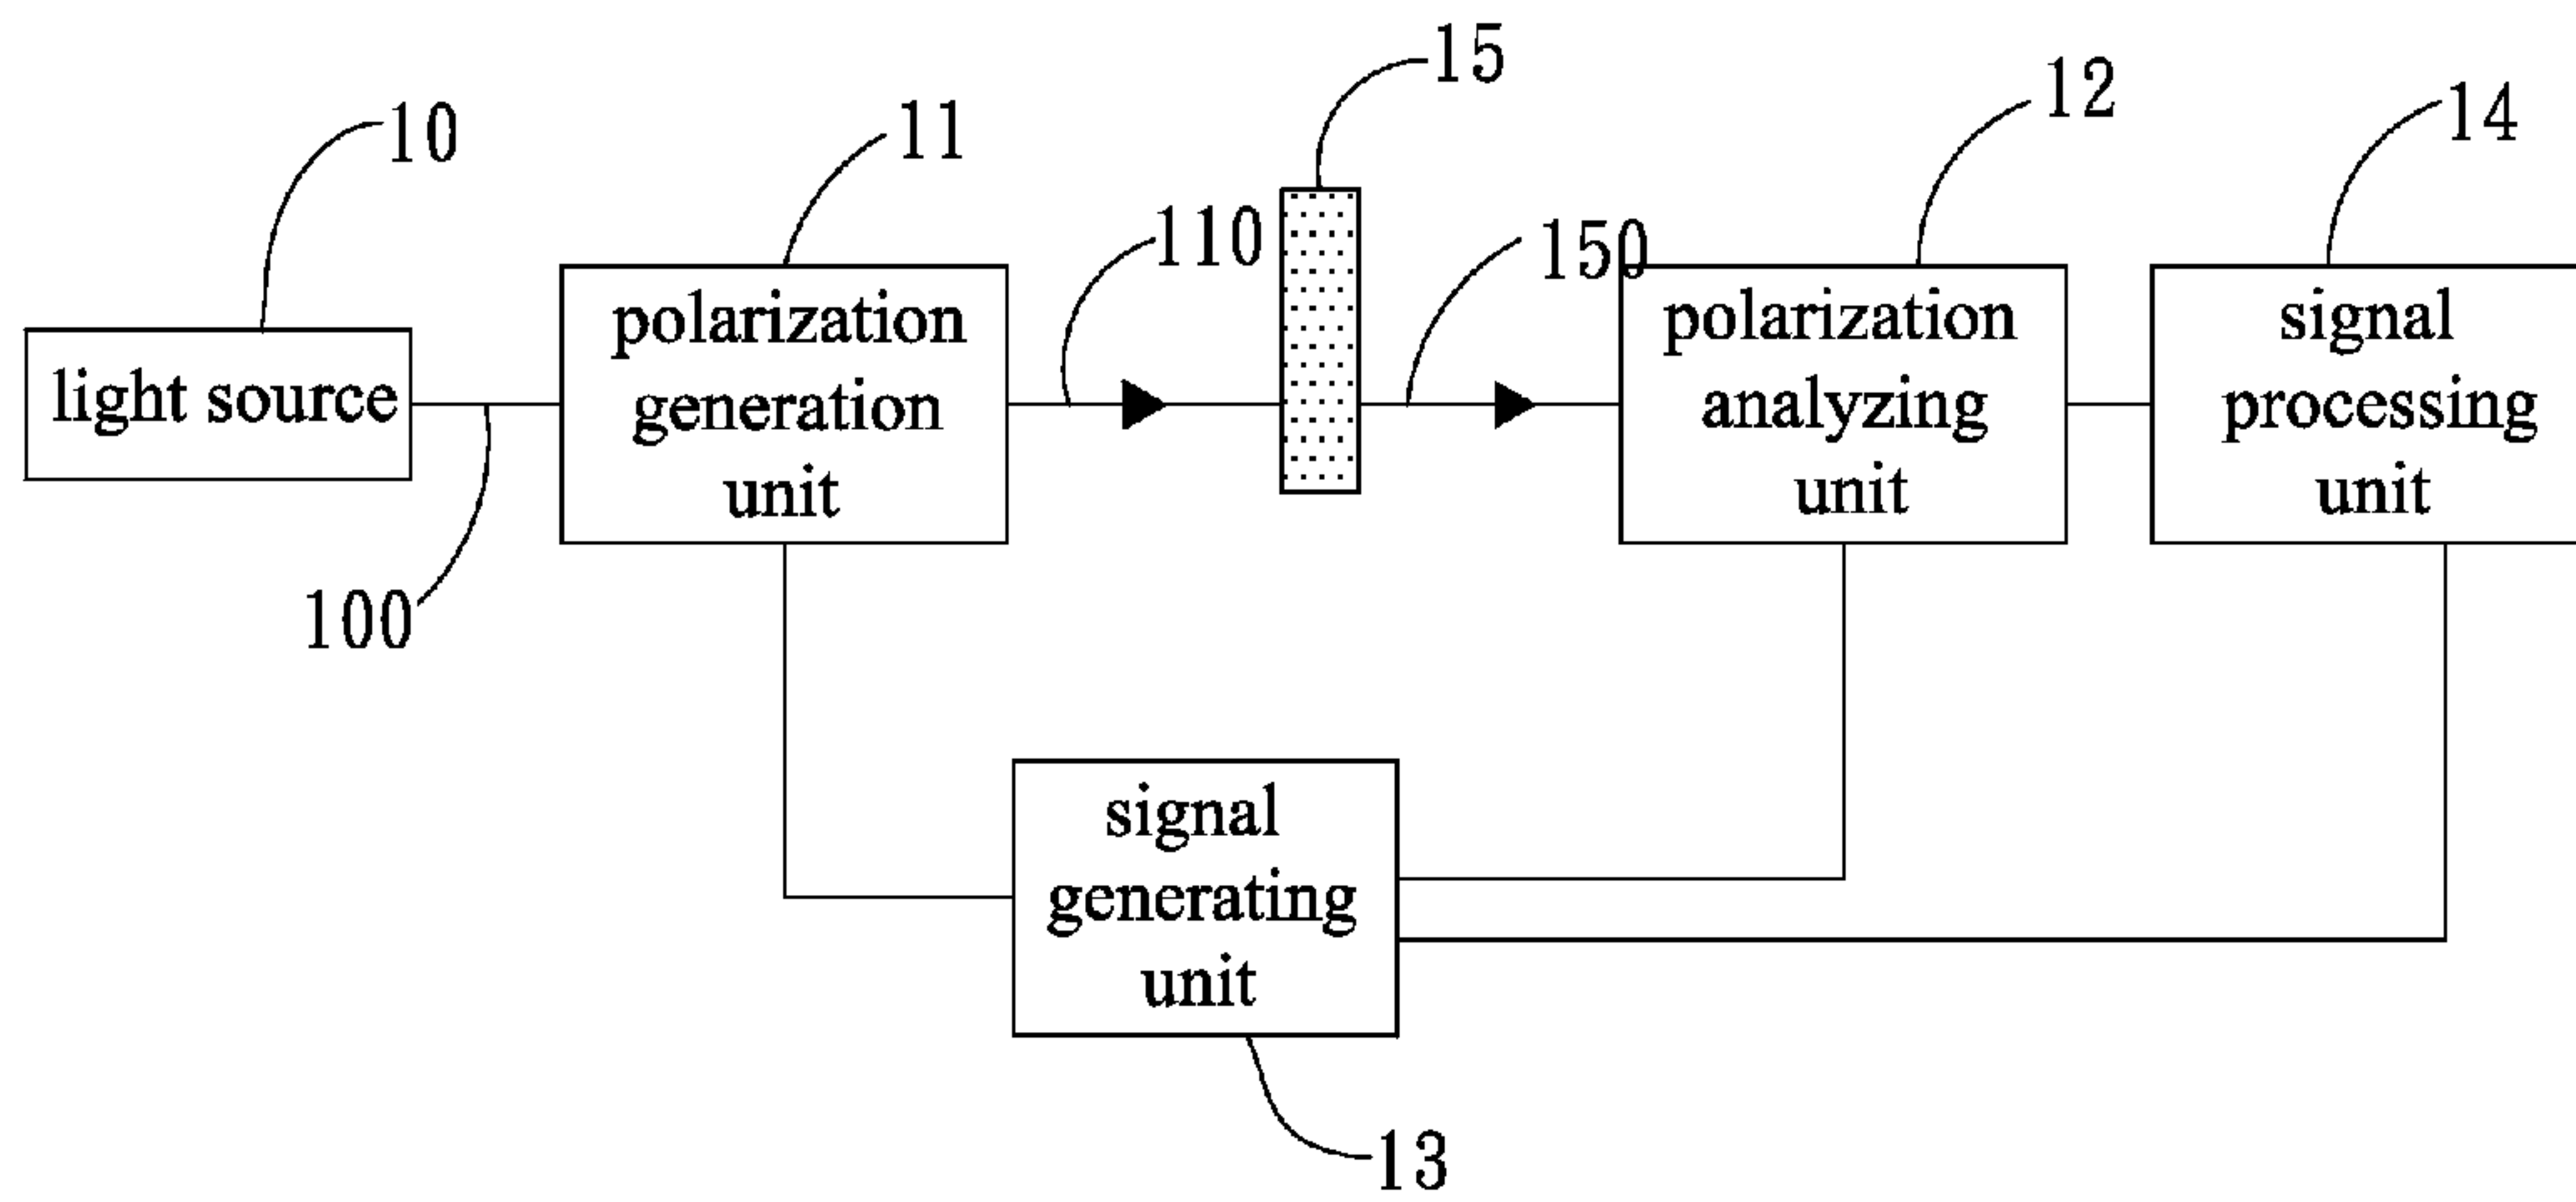 15
12
14
10
11
110
150
light source
polarization
generation
unit
polarization
analyzing
unit
signal
processing
unit
100
signal
generating
unit
13